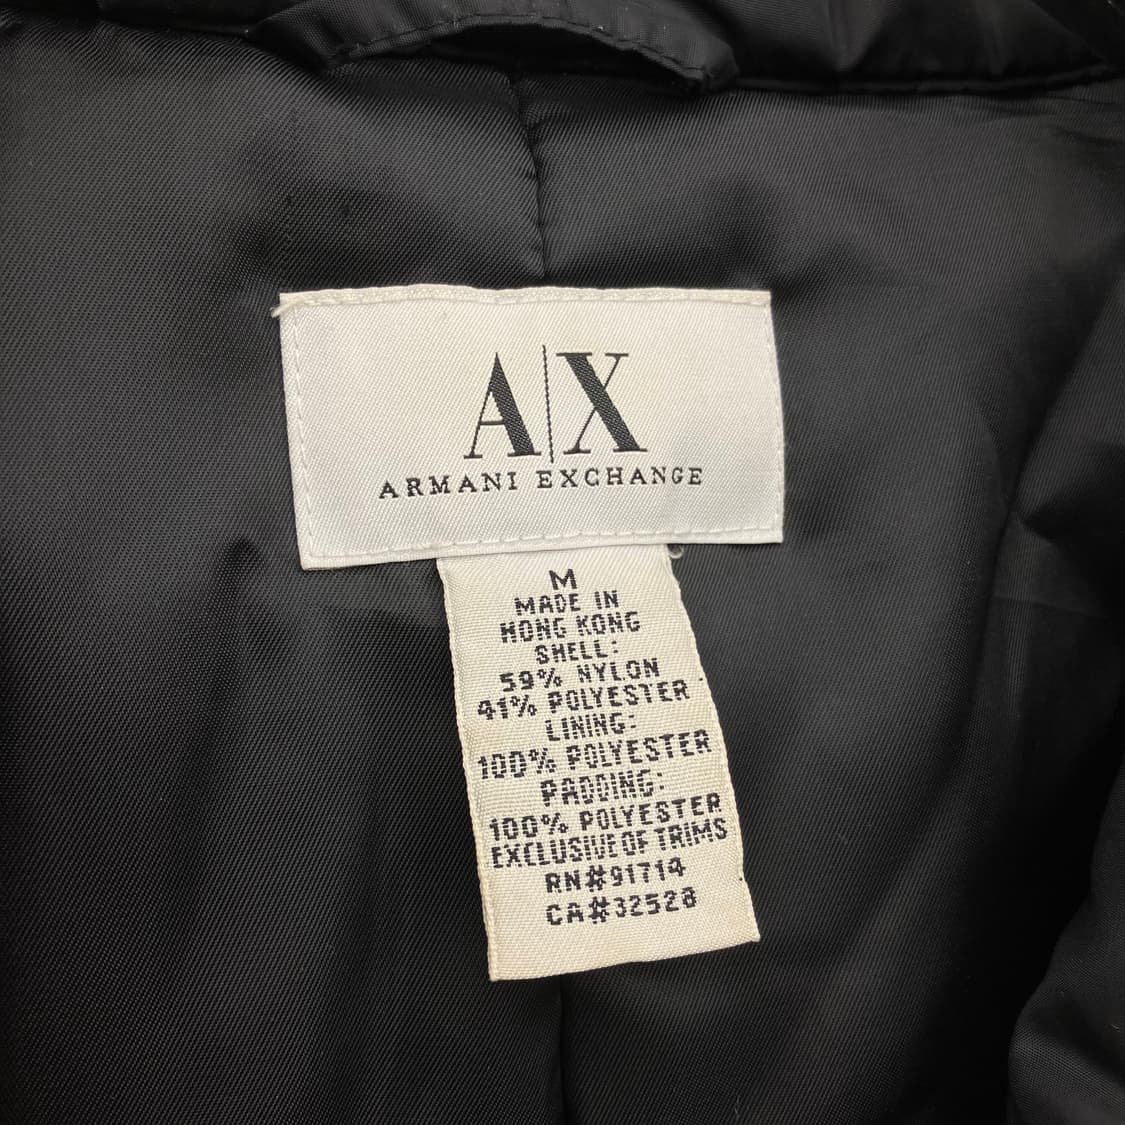 A|X
ARMANI EXCHANGE
M
MADE IN
HONG KONG
SHELL:
59% NYLON
41% POLYESTER
LINING:
100% POLYESTER
PADDING:
100% POLYESTER
EXCLUSIVE OF TRIMS
RN#91714
CA#32528